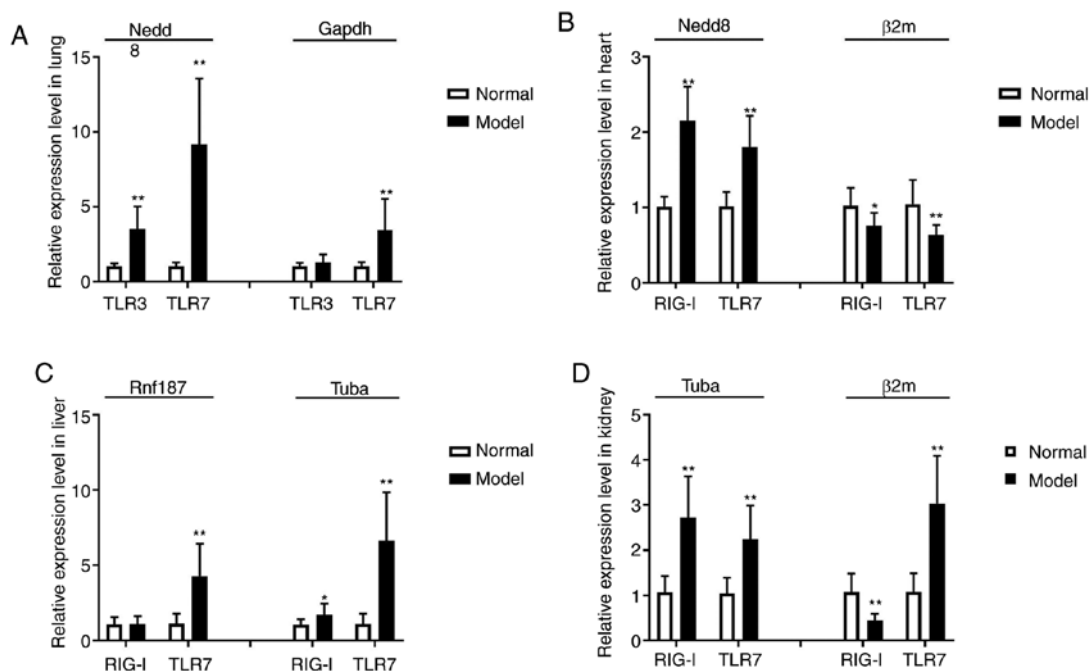 A
Nedd
8
Gapdh
Relative expression level in lung
15
10
5
0
**
**
**
TLR3
TLR7
TLR3
TLR7
Normal
Model
B
Nedd8
β2m
Relative expression level in heart
3
2
1
0
**
**
*
**
RIG-I
TLR7
RIG-I
TLR7
Normal
Model
C
Rnf187
Tuba
Relative expression level in liver
15
10
5
0
**
*
**
RIG-I
TLR7
RIG-I
TLR7
Normal
Model
D
Tuba
β2m
Relative expression level in kidney
5
4
3
2
1
0
**
**
**
**
RIG-I
TLR7
RIG-I
TLR7
Normal
Model